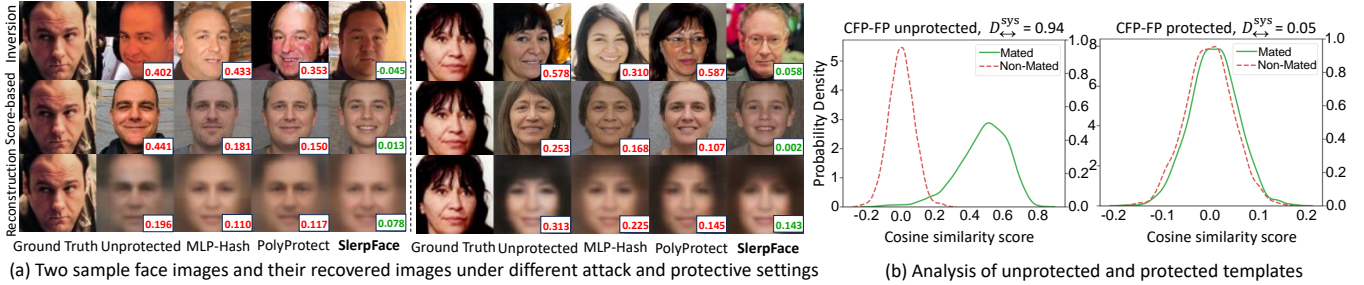 Inversion
0.402 0.433 0.353 -0.045 0.578 0.310 0.587 0.058
Score-based
0.441 0.181 0.150 0.013 0.253 0.168 0.107 0.002
Reconstruction
0.196 0.110 0.117 0.078 0.313 0.225 0.145 0.143
Ground Truth Unprotected MLP-Hash PolyProtect SlerpFace Ground Truth Unprotected MLP-Hash PolyProtect SlerpFace
(a) Two sample face images and their recovered images under different attack and protective settings
CFP-FP unprotected, D↔sys = 0.94
Probability Density
5
4
3
2
1
0
Mated
Non-Mated
1.0
0.8
0.6
0.4
0.2
0.0
-0.2 0.0 0.2 0.4 0.6 0.8
Cosine similarity score
CFP-FP protected, D↔sys = 0.05
8
6
4
2
0
Mated
Non-Mated
1.0
0.8
0.6
0.4
0.2
0.0
-0.2 -0.1 0.0 0.1 0.2
Cosine similarity score
(b) Analysis of unprotected and protected templates